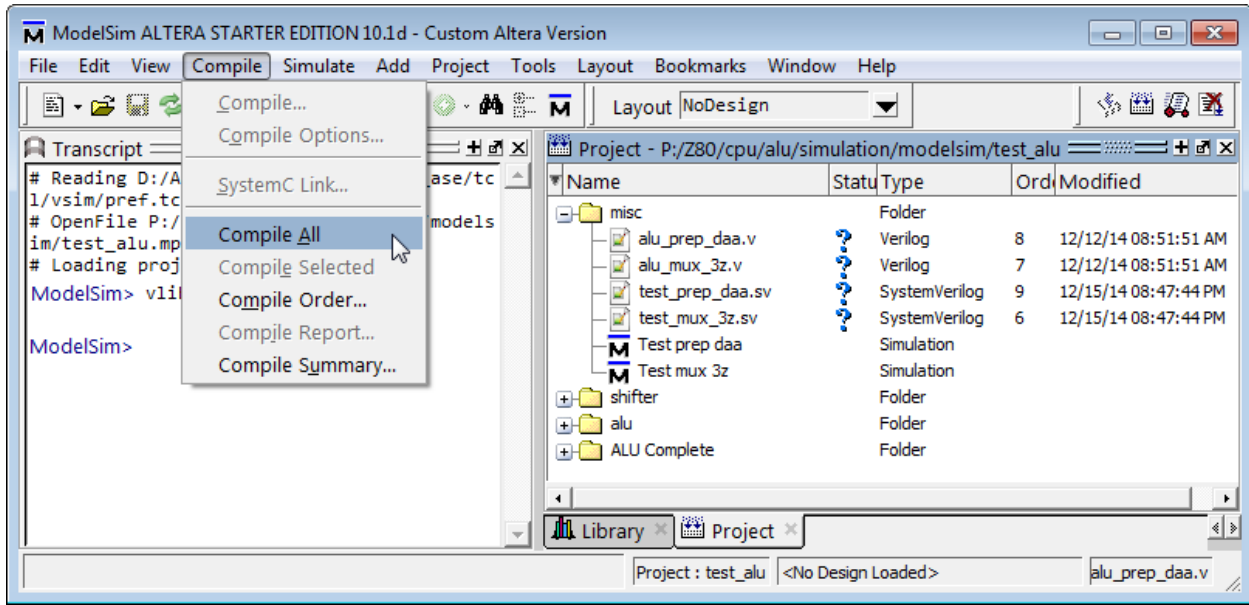 ModelSim ALTERA STARTER EDITION 10.1d - Custom Altera Version
File Edit View Compile Simulate Add Project Tools Layout Bookmarks Window Help
Layout NoDesign
Compile...
Compile Options...
SystemC Link...
Compile All
Compile Selected
Compile Order...
Compile Report...
Compile Summary...
Transcript
# Reading D:/A ase/tc
l/vsim/pref.tc
# OpenFile P:/ models
im/test_alu.mp
# Loading proj
ModelSim> vli
ModelSim>
Project - P:/Z80/cpu/alu/simulation/modelsim/test_alu
Name Statu Type Orde Modified
misc Folder
alu_prep_daa.v ? Verilog 8 12/12/14 08:51:51 AM
alu_mux_3z.v ? Verilog 7 12/12/14 08:51:51 AM
test_prep_daa.sv ? SystemVerilog 9 12/15/14 08:47:44 PM
test_mux_3z.sv ? SystemVerilog 6 12/15/14 08:47:44 PM
Test prep daa Simulation
Test mux 3z Simulation
shifter Folder
alu Folder
ALU Complete Folder
Library Project
Project : test_alu <No Design Loaded> alu_prep_daa.v